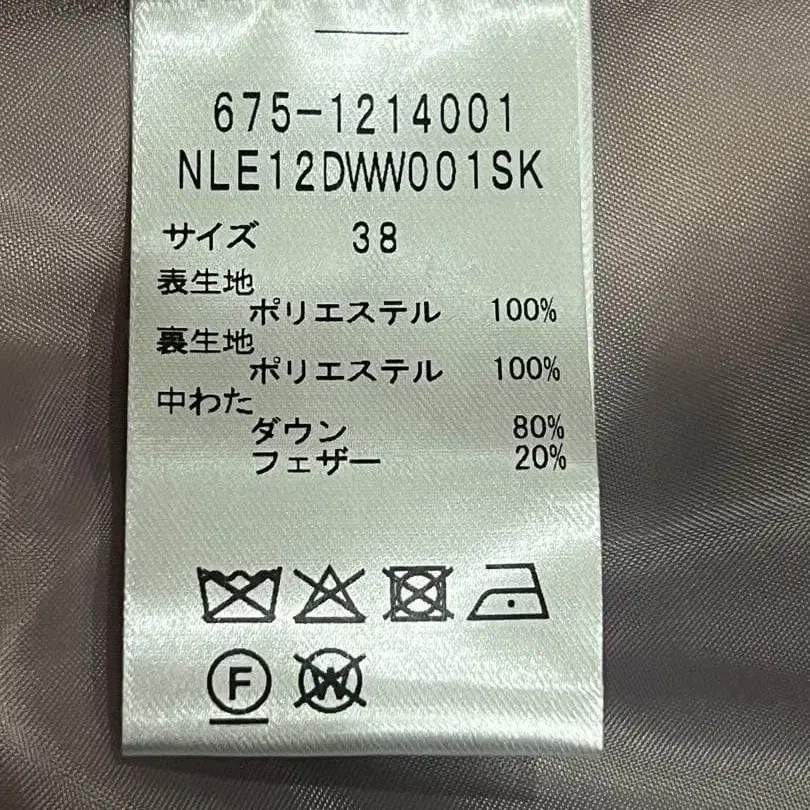 675-1214001
NLE12DWW001SK
サイズ 38
表生地
ポリエステル 100%
裏生地
ポリエステル 100%
中わた
ダウン 80%
フェザー 20%
F W